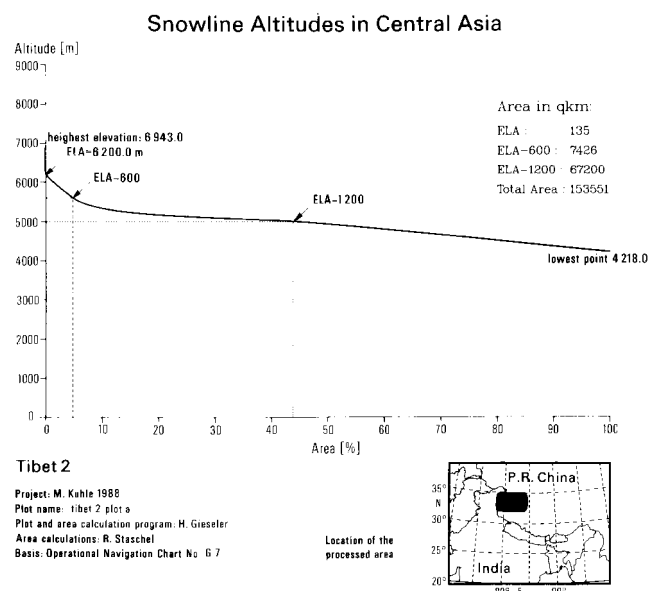 Snowline Altitudes in Central Asia
Altitude [m]
9000
8000
7000
6000
5000
4000
3000
2000
1000
0
heighest elevation: 6 943.0
ELA=6 200.0 m
ELA-600
ELA-1200
lowest point 4 218.0
Area in qkm:
ELA : 135
ELA-600 : 7426
ELA-1200 : 67200
Total Area : 153551
0 10 20 30 40 50 60 70 80 90 100
Area [%]
Tibet 2
Project: M. Kuhle 1988
Plot name: tibet 2 plot a
Plot and area calculation program: H. Gieseler
Area calculations: R. Staschel
Basis: Operational Navigation Chart No G 7
Location of the
processed area
P.R. China
India
35°
N
30°
25°
20°